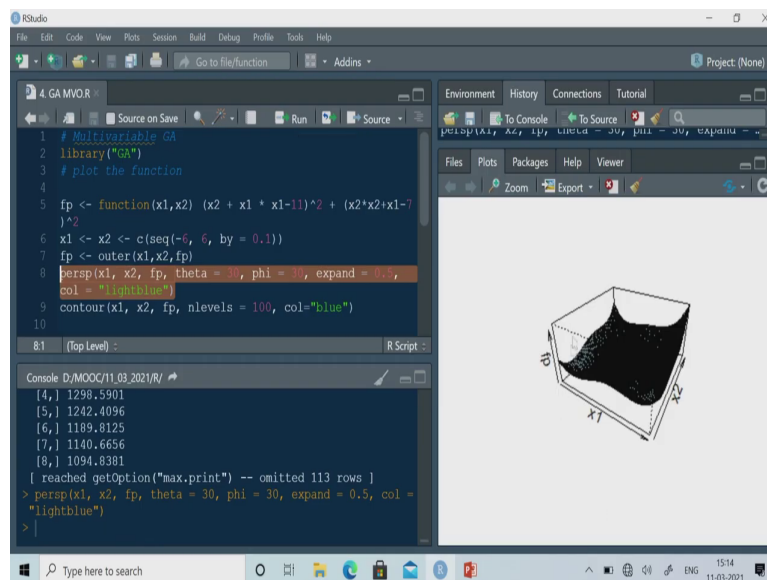 RStudio
File Edit Code View Plots Session Build Debug Profile Tools Help
Go to file/function
Addins
Project: (None)
4. GA MVO.R
Source on Save
Run
Source
1 # Multivariable GA
2 library("GA")
3 # plot the function
4
5 fp <- function(x1,x2) (x2 + x1 * x1-11)^2 + (x2*x2+x1-7
)^2
6 x1 <- x2 <- c(seq(-6, 6, by = 0.1))
7 fp <- outer(x1,x2,fp)
8 persp(x1, x2, fp, theta = 30, phi = 30, expand = 0.5,
col = "lightblue")
9 contour(x1, x2, fp, nlevels = 100, col="blue")
10
8:1 (Top Level) R Script
Console D:/MOOC/11_03_2021/R/
[4,] 1298.5901
[5,] 1242.4096
[6,] 1189.8125
[7,] 1140.6656
[8,] 1094.8381
[ reached getOption("max.print") -- omitted 113 rows ]
> persp(x1, x2, fp, theta = 30, phi = 30, expand = 0.5, col =
"lightblue")
>
Environment History Connections Tutorial
To Console To Source
persp(x1, x2, fp, theta = 30, phi = 30, expand =
Files Plots Packages Help Viewer
Zoom Export
fp
x1
x2
Type here to search
ENG
15:14
11-03-2021